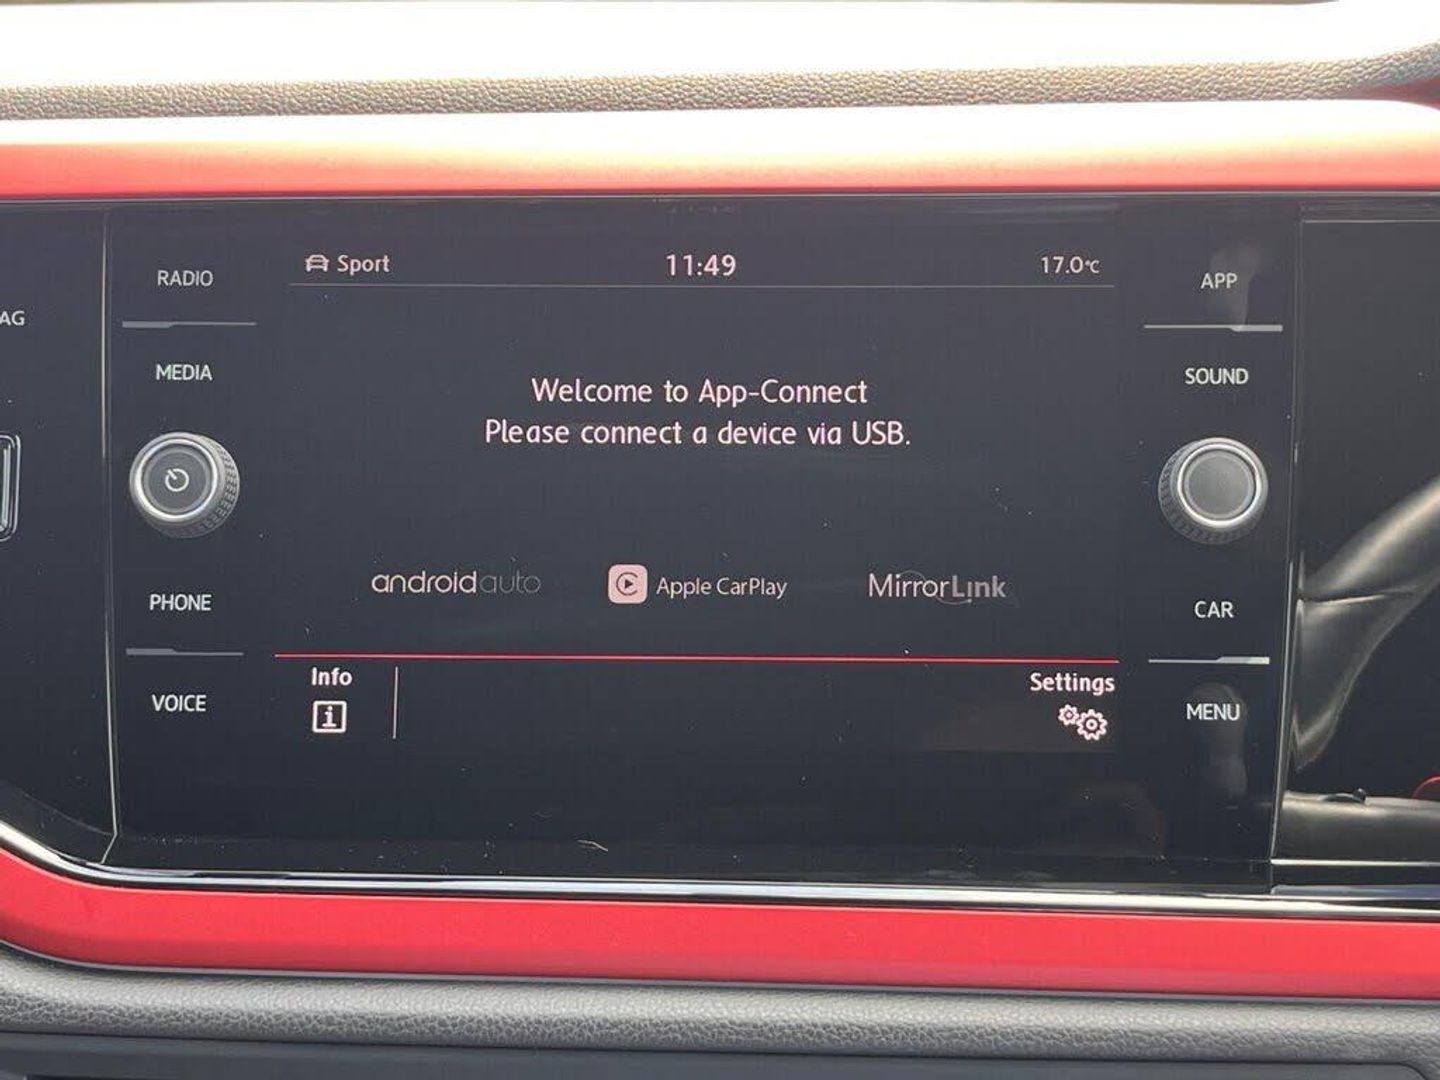 AG
RADIO
MEDIA
PHONE
VOICE
Sport 11:49 17.0°C
Welcome to App-Connect
Please connect a device via USB.
androidauto Apple CarPlay MirrorLink
Info Settings
APP
SOUND
CAR
MENU